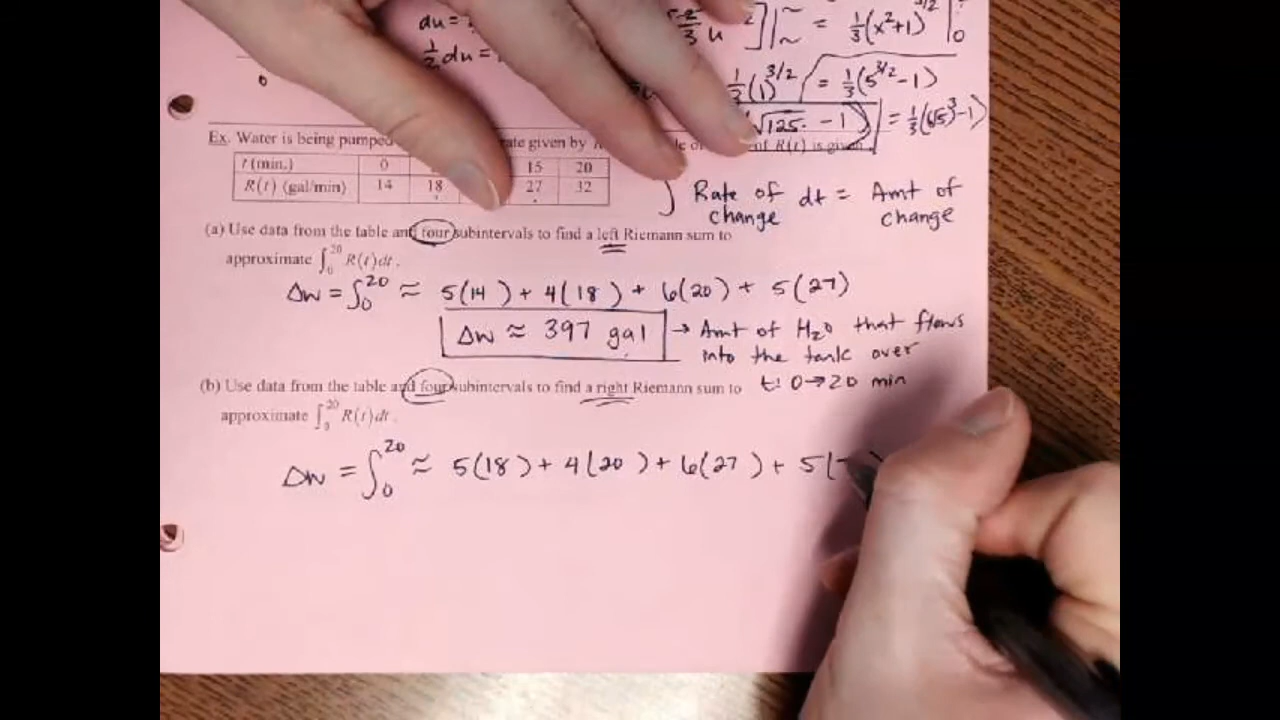 du =
½ du =
u ] | = ⅓(x²+1)^3/2 |₀
0
(1)^3/2 = ⅓(5^3/2 - 1)
√125 - 1) = ⅓((√5)³-1)
Ex. Water is being pumped ate given by of R(t) is given
t (min.) 0 15 20
R(t) (gal/min) 14 18 27 32
∫ Rate of change dt = Amt of change
(a) Use data from the table and four subintervals to find a left Riemann sum to
approximate ∫₀²⁰ R(t)dt.
Δw = ∫₀²⁰ ≈ 5(14) + 4(18) + 6(20) + 5(27)
Δw ≈ 397 gal → Amt of H₂O that flows
into the tank over
t: 0→20 min
(b) Use data from the table and four subintervals to find a right Riemann sum to
approximate ∫₀²⁰ R(t)dt.
Δw = ∫₀²⁰ ≈ 5(18) + 4(20) + 6(27) + 5(